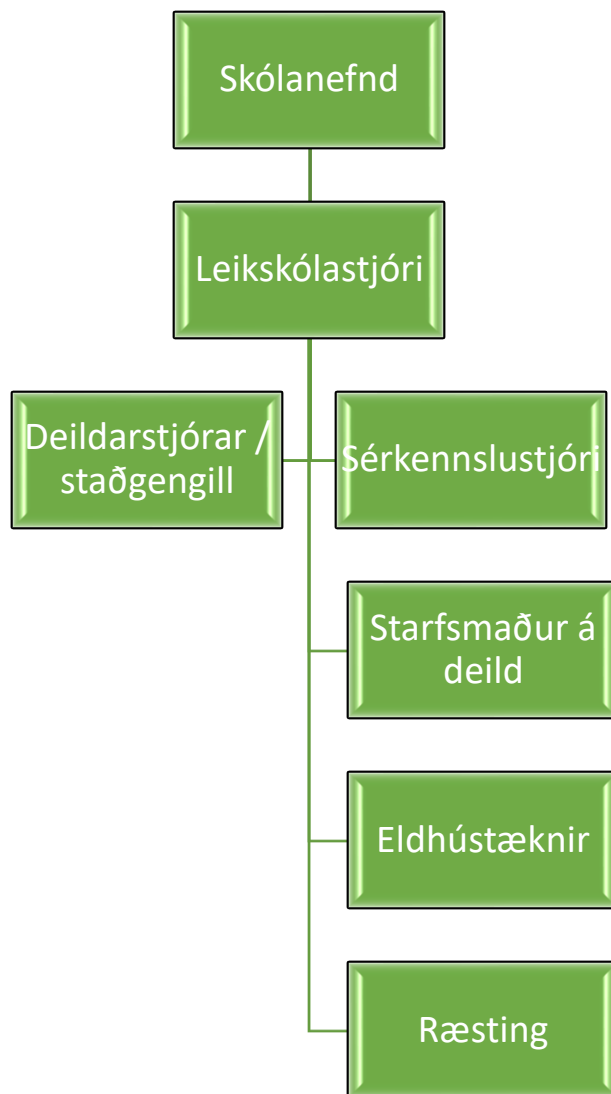 Skólanefnd
Leikskólastjóri
Deildarstjórar /
staðgengill
Sérkennslustjóri
Starfsmaður á
deild
Eldhústæknir
Ræsting